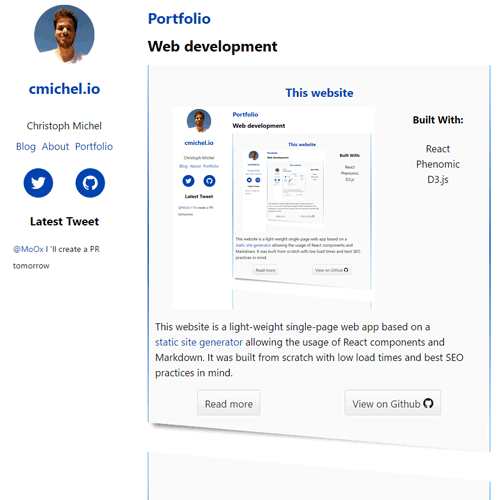 cmichel.io
Christoph Michel
Blog About Portfolio
Latest Tweet
@MoOx I 'll create a PR
tomorrow
Portfolio
Web development
This website
cmichel.io
Christoph Michel
Blog About Portfolio
Latest Tweet
@MoOx I 'll create a PR
tomorrow
Portfolio
Web development
This website
Built With:
React
Phenomic
D3.js
This website is a light-weight single-page web app based on a
static site generator allowing the usage of React components and
Markdown. It was built from scratch with low load times and best SEO
practices in mind.
Read more
View on Github
Built With:
React
Phenomic
D3.js
This website is a light-weight single-page web app based on a
static site generator allowing the usage of React components and
Markdown. It was built from scratch with low load times and best SEO
practices in mind.
Read more
View on Github